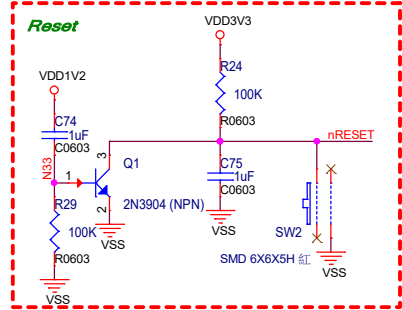 Reset
VDD3V3
VDD1V2
R24
100K
R0603
nRESET
C74
1uF
C0603
N33
1
3
2
Q1
2N3904 (NPN)
VSS
C75
1uF
C0603
VSS
R29
100K
R0603
VSS
SW2
VSS
SMD 6X6X5H 紅